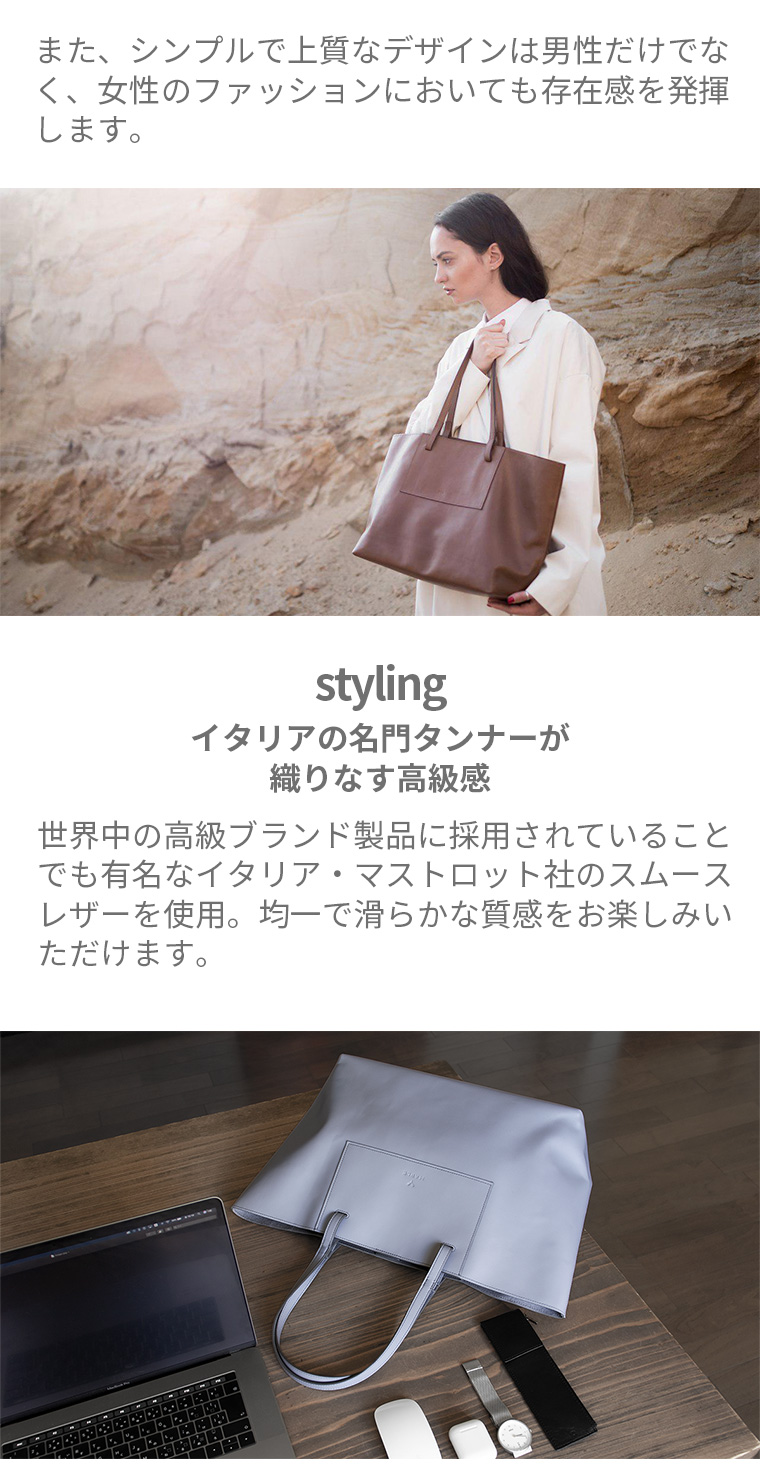 また、シンプルで上質なデザインは男性だけでな
く、女性のファッションにおいても存在感を発揮
します。
styling
イタリアの名門タンナーが
織りなす高級感
世界中の高級ブランド製品に採用されていること
でも有名なイタリア・マストロット社のスムース
レザーを使用。均一で滑らかな質感をお楽しみい
ただけます。
MacBook Pro